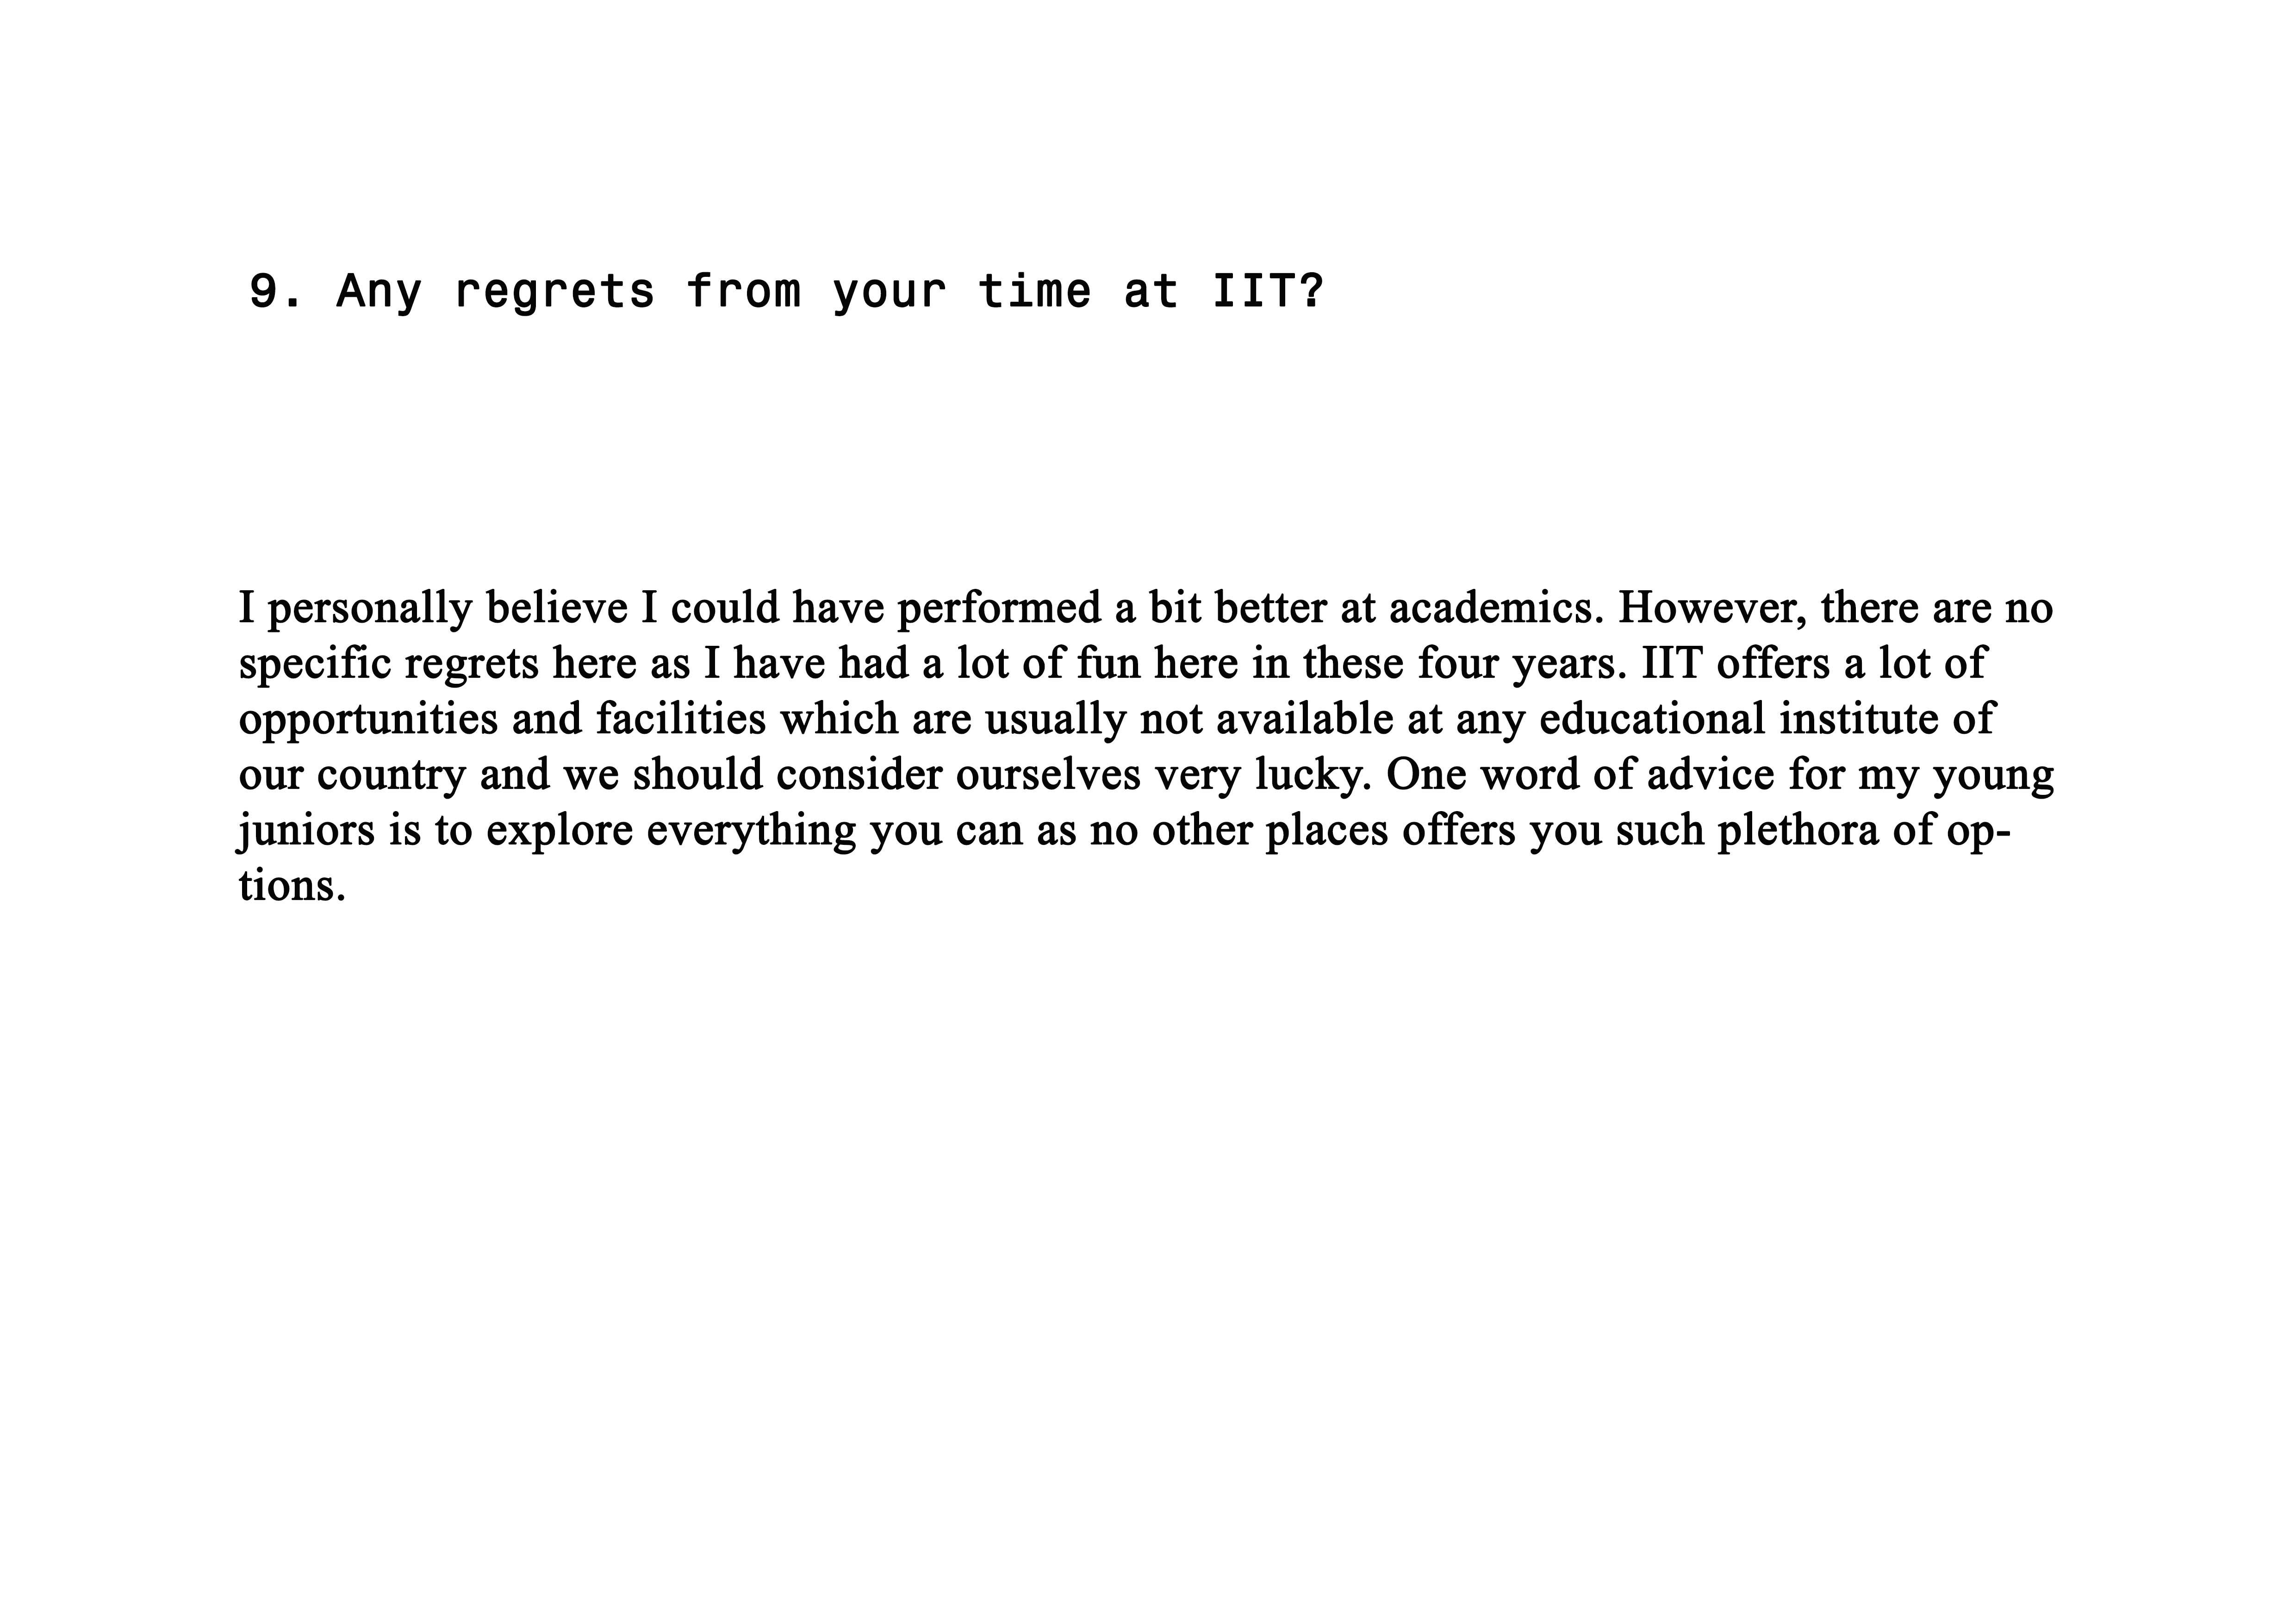 9. Any regrets from your time at IIT?
I personally believe I could have performed a bit better at academics. However, there are no
specific regrets here as I have had a lot of fun here in these four years. IIT offers a lot of
opportunities and facilities which are usually not available at any educational institute of
our country and we should consider ourselves very lucky. One word of advice for my young
juniors is to explore everything you can as no other places offers you such plethora of op-
tions.